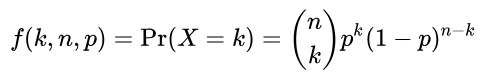 f(k, n, p) = Pr(X = k) = \binom{n}{k} p^k (1 − p)^{n−k}